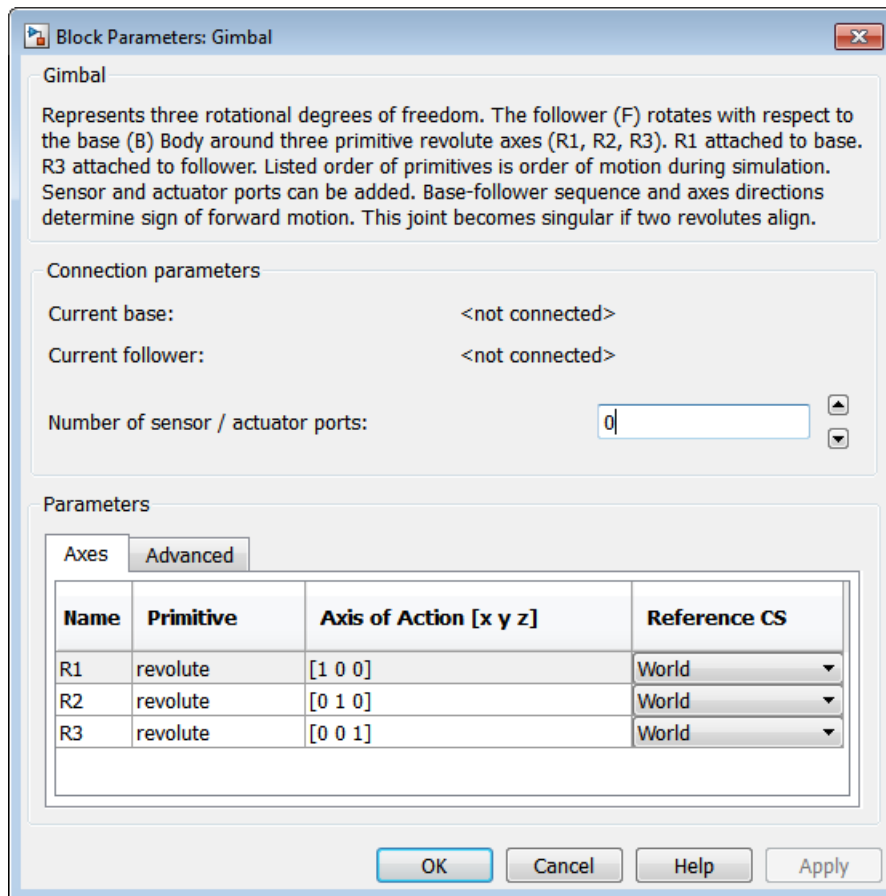 Block Parameters: Gimbal
Gimbal
Represents three rotational degrees of freedom. The follower (F) rotates with respect to
the base (B) Body around three primitive revolute axes (R1, R2, R3). R1 attached to base.
R3 attached to follower. Listed order of primitives is order of motion during simulation.
Sensor and actuator ports can be added. Base-follower sequence and axes directions
determine sign of forward motion. This joint becomes singular if two revolutes align.
Connection parameters
Current base: <not connected>
Current follower: <not connected>
Number of sensor / actuator ports: 0
Parameters
Axes Advanced
Name Primitive Axis of Action [x y z] Reference CS
R1 revolute [1 0 0] World
R2 revolute [0 1 0] World
R3 revolute [0 0 1] World
OK Cancel Help Apply